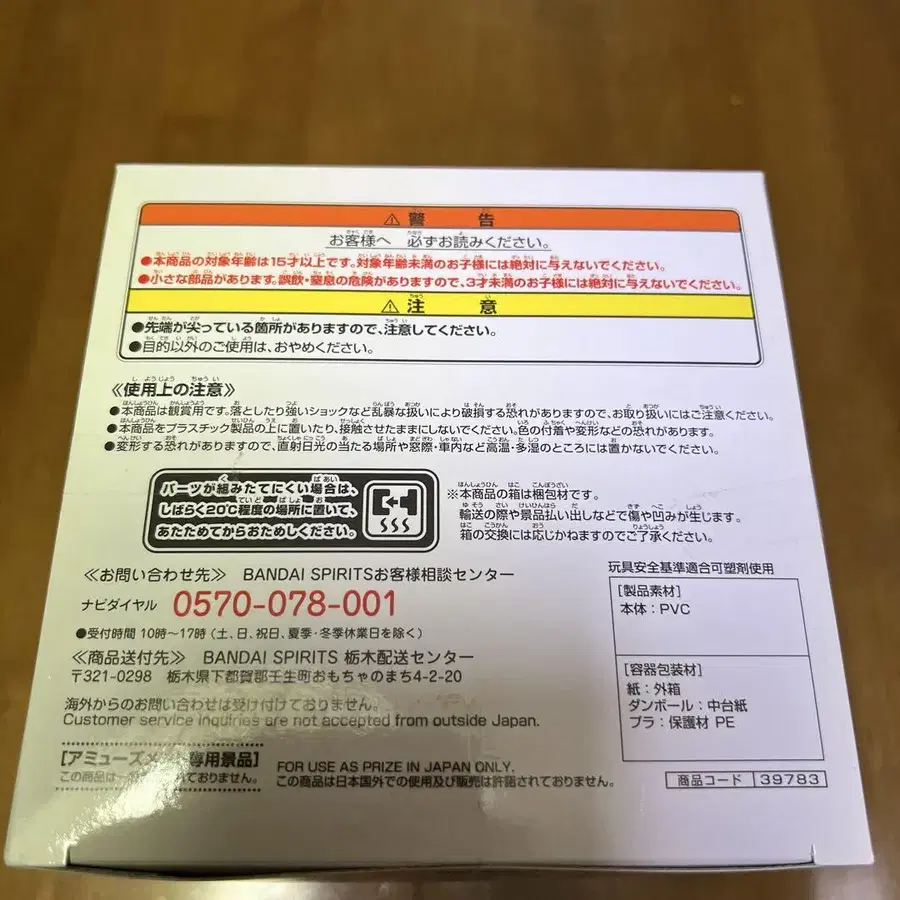 ⚠警告
お客様へ 必ずお読みください。
●本商品の対象年齢は15才以上です。対象年齢未満のお子様には絶対に与えないでください。
●小さな部品があります。誤飲・窒息の危険がありますので、3才未満のお子様には絶対に与えないでください。
⚠注意
●先端が尖っている箇所がありますので、注意してください。
●目的以外のご使用は、おやめください。
《使用上の注意》
●本商品は観賞用です。落としたり強いショックなど乱暴な扱いにより破損する恐れがありますので、お取り扱いにはご注意ください。
●本商品をプラスチック製品の上に置いたり、接触させたままにしないでください。色の付着や変形などの恐れがあります。
●変形する恐れがありますので、直射日光の当たる場所や窓際・車内など高温・多湿のところには置かないでください。
パーツが組みたてにくい場合は、
しばらく20℃程度の場所に置いて、
あたためてからおためしください。
※本商品の箱は梱包材です。
輸送の際や景品払い出しなどで傷や凹みが生じます。
箱の交換には応じかねますのでご了承ください。
≪お問い合わせ先≫ BANDAI SPIRITSお客様相談センター
ナビダイヤル 0570-078-001
●受付時間 10時~17時(土、日、祝日、夏季・冬季休業日を除く)
≪商品送付先≫ BANDAI SPIRITS 栃木配送センター
〒321-0298 栃木県下都賀郡壬生町おもちゃのまち4-2-20
海外からのお問い合わせは受け付けておりません。
Customer service inquiries are not accepted from outside Japan.
[アミューズ 専用景品]
この商品は一般 ておりません。
FOR USE AS PRIZE IN JAPAN ONLY.
この商品は日本国外での使用及び販売は許諾されておりません。
玩具安全基準適合可塑剤使用
[製品素材]
本体:PVC
[容器包装材]
紙:外箱
ダンボール:中台紙
プラ:保護材 PE
商品コード 39783